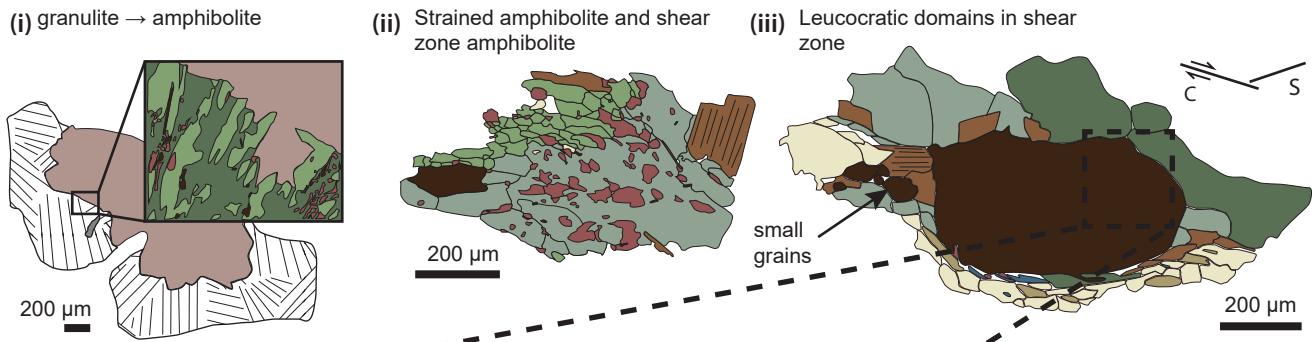 (i) granulite → amphibolite
200 µm
(ii) Strained amphibolite and shear
zone amphibolite
200 µm
(iii) Leucocratic domains in shear
zone
C
S
small
grains
200 µm